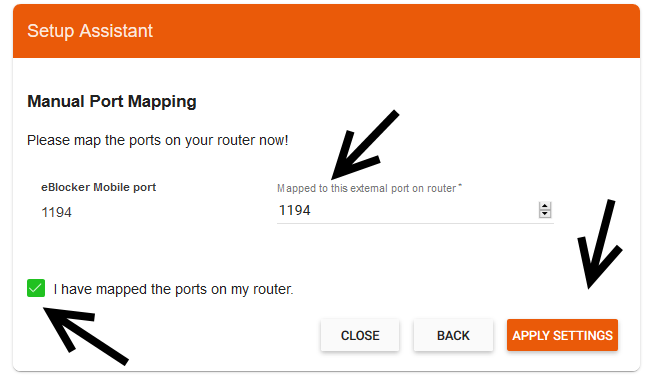 Setup Assistant
Manual Port Mapping
Please map the ports on your router now!
eBlocker Mobile port
Mapped to this external port on router *
1194
1194
I have mapped the ports on my router.
CLOSE
BACK
APPLY SETTINGS